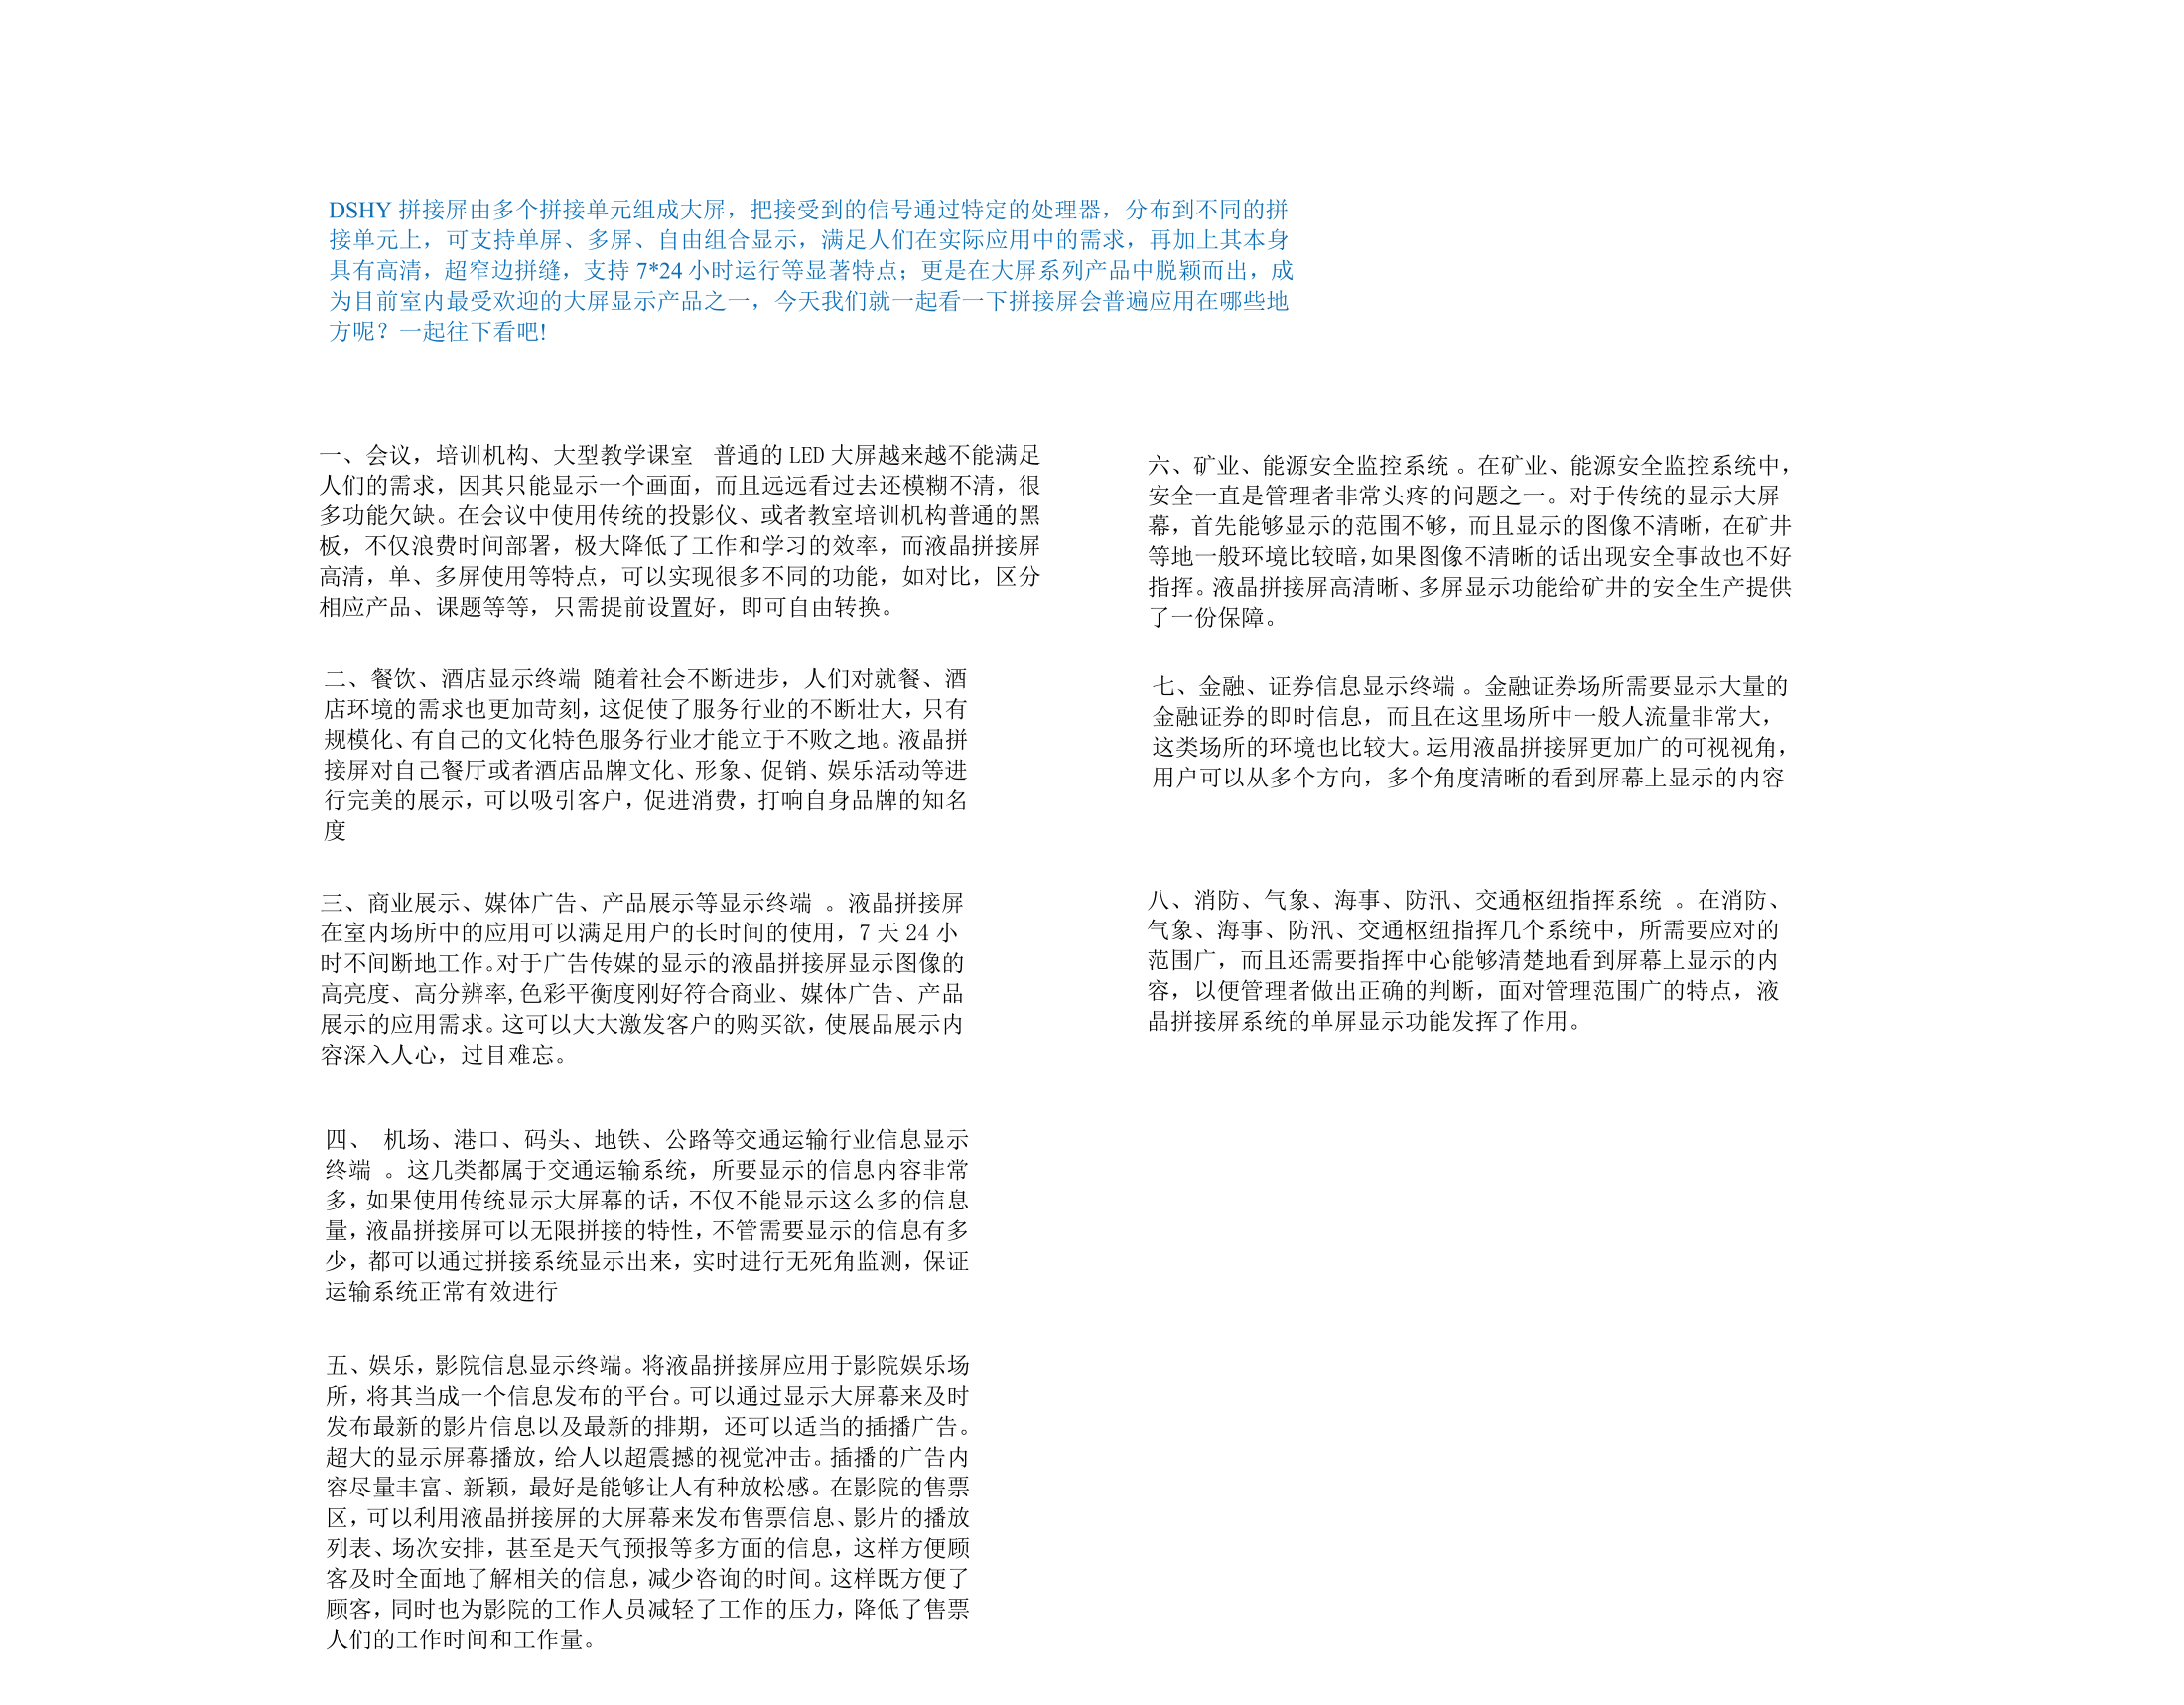 DSHY 拼接屏由多个拼接单元组成大屏，把接受到的信号通过特定的处理器，分布到不同的拼
接单元上，可支持单屏、多屏、自由组合显示，满足人们在实际应用中的需求，再加上其本身
具有高清，超窄边拼缝，支持 7*24 小时运行等显著特点；更是在大屏系列产品中脱颖而出，成
为目前室内最受欢迎的大屏显示产品之一，今天我们就一起看一下拼接屏会普遍应用在哪些地
方呢？一起往下看吧!
一、会议，培训机构、大型教学课室 普通的 LED 大屏越来越不能满足
人们的需求，因其只能显示一个画面，而且远远看过去还模糊不清，很
多功能欠缺。在会议中使用传统的投影仪、或者教室培训机构普通的黑
板，不仅浪费时间部署，极大降低了工作和学习的效率，而液晶拼接屏
高清，单、多屏使用等特点，可以实现很多不同的功能，如对比，区分
相应产品、课题等等，只需提前设置好，即可自由转换。
二、餐饮、酒店显示终端 随着社会不断进步，人们对就餐、酒
店环境的需求也更加苛刻，这促使了服务行业的不断壮大，只有
规模化、有自己的文化特色服务行业才能立于不败之地。液晶拼
接屏对自己餐厅或者酒店品牌文化、形象、促销、娱乐活动等进
行完美的展示，可以吸引客户，促进消费，打响自身品牌的知名
度
三、商业展示、媒体广告、产品展示等显示终端 。液晶拼接屏
在室内场所中的应用可以满足用户的长时间的使用，7 天 24 小
时不间断地工作。对于广告传媒的显示的液晶拼接屏显示图像的
高亮度、高分辨率,色彩平衡度刚好符合商业、媒体广告、产品
展示的应用需求。这可以大大激发客户的购买欲，使展品展示内
容深入人心，过目难忘。
四、 机场、港口、码头、地铁、公路等交通运输行业信息显示
终端 。这几类都属于交通运输系统，所要显示的信息内容非常
多，如果使用传统显示大屏幕的话，不仅不能显示这么多的信息
量，液晶拼接屏可以无限拼接的特性，不管需要显示的信息有多
少，都可以通过拼接系统显示出来，实时进行无死角监测，保证
运输系统正常有效进行
五、娱乐，影院信息显示终端。将液晶拼接屏应用于影院娱乐场
所，将其当成一个信息发布的平台。可以通过显示大屏幕来及时
发布最新的影片信息以及最新的排期，还可以适当的插播广告。
超大的显示屏幕播放，给人以超震撼的视觉冲击。插播的广告内
容尽量丰富、新颖，最好是能够让人有种放松感。在影院的售票
区，可以利用液晶拼接屏的大屏幕来发布售票信息、影片的播放
列表、场次安排，甚至是天气预报等多方面的信息，这样方便顾
客及时全面地了解相关的信息，减少咨询的时间。这样既方便了
顾客，同时也为影院的工作人员减轻了工作的压力，降低了售票
人们的工作时间和工作量。
六、矿业、能源安全监控系统 。在矿业、能源安全监控系统中，
安全一直是管理者非常头疼的问题之一。对于传统的显示大屏
幕，首先能够显示的范围不够，而且显示的图像不清晰，在矿井
等地一般环境比较暗，如果图像不清晰的话出现安全事故也不好
指挥。液晶拼接屏高清晰、多屏显示功能给矿井的安全生产提供
了一份保障。
七、金融、证券信息显示终端 。金融证券场所需要显示大量的
金融证券的即时信息，而且在这里场所中一般人流量非常大，
这类场所的环境也比较大。运用液晶拼接屏更加广的可视视角，
用户可以从多个方向，多个角度清晰的看到屏幕上显示的内容
八、消防、气象、海事、防汛、交通枢纽指挥系统 。在消防、
气象、海事、防汛、交通枢纽指挥几个系统中，所需要应对的
范围广，而且还需要指挥中心能够清楚地看到屏幕上显示的内
容，以便管理者做出正确的判断，面对管理范围广的特点，液
晶拼接屏系统的单屏显示功能发挥了作用。